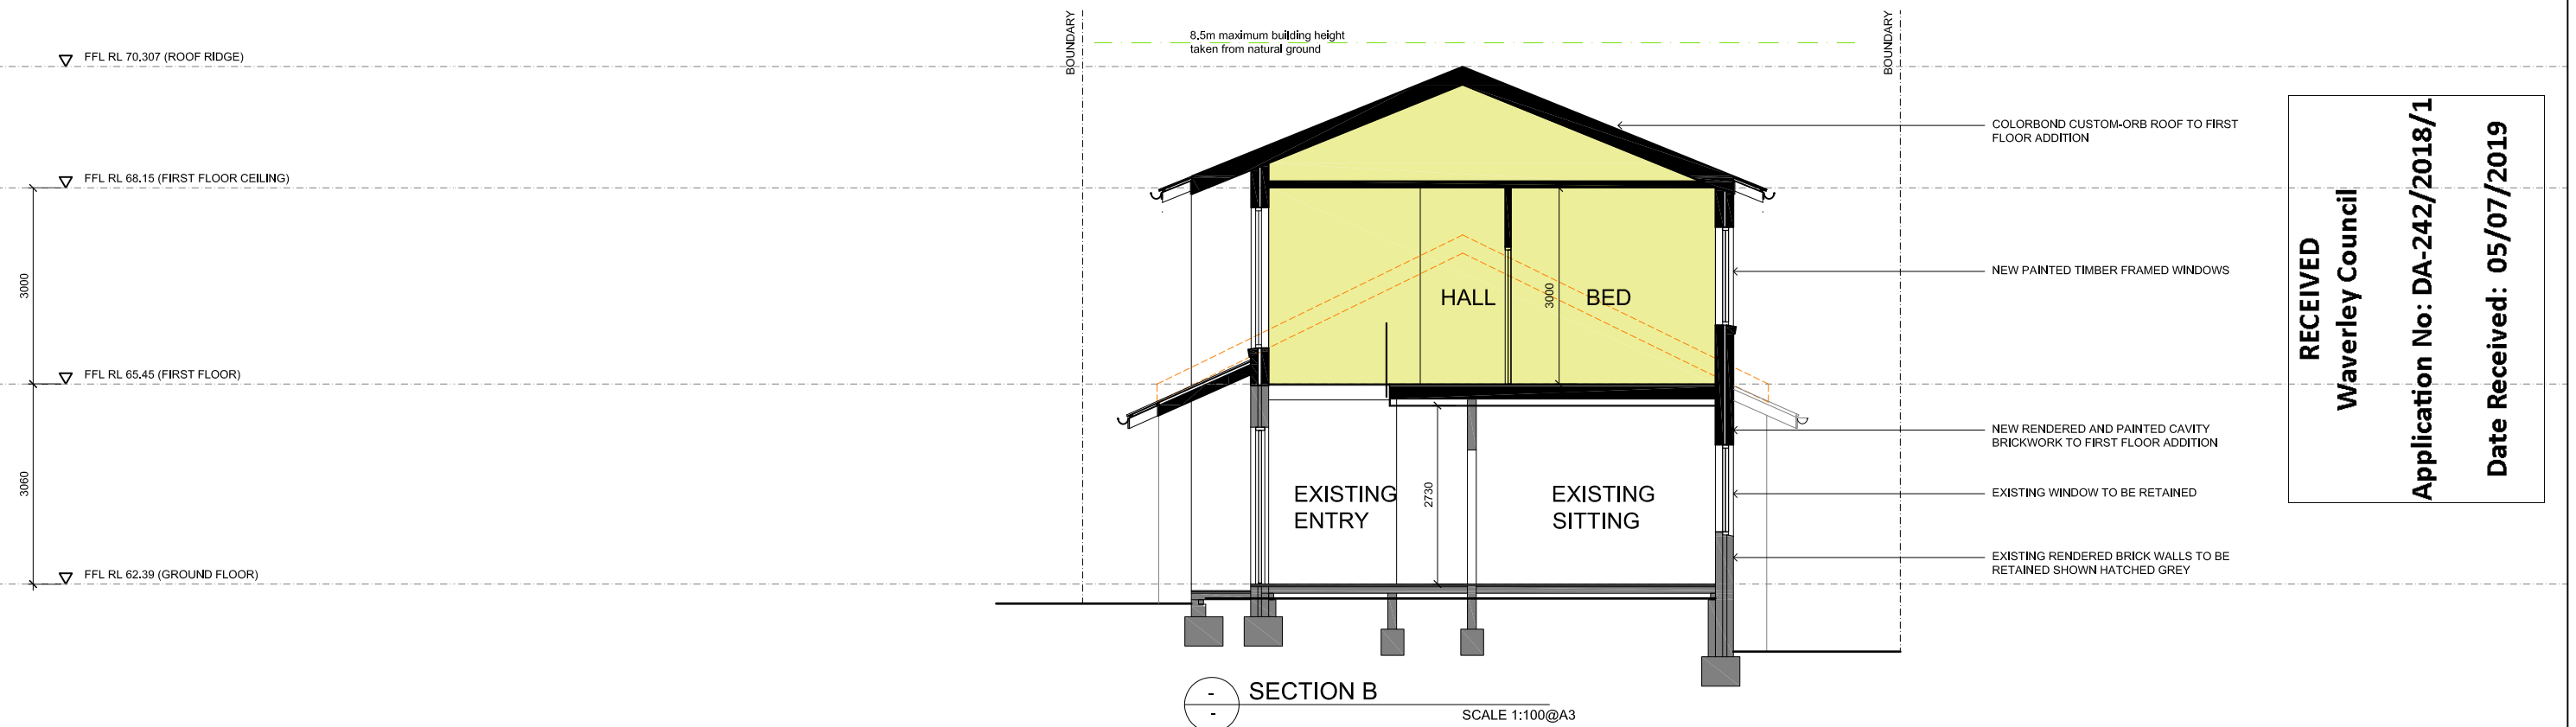 BOUNDARY
8.5m maximum building height
taken from natural ground
BOUNDARY
FFL RL 70.307 (ROOF RIDGE)
COLORBOND CUSTOM-ORB ROOF TO FIRST
FLOOR ADDITION
FFL RL 68.15 (FIRST FLOOR CEILING)
3000
HALL
3000
BED
NEW PAINTED TIMBER FRAMED WINDOWS
FFL RL 65.45 (FIRST FLOOR)
NEW RENDERED AND PAINTED CAVITY
BRICKWORK TO FIRST FLOOR ADDITION
3060
EXISTING
ENTRY
2730
EXISTING
SITTING
EXISTING WINDOW TO BE RETAINED
EXISTING RENDERED BRICK WALLS TO BE
RETAINED SHOWN HATCHED GREY
FFL RL 62.39 (GROUND FLOOR)
-
-
SECTION B
SCALE 1:100@A3
RECEIVED
Waverley Council
Application No: DA-242/2018/1
Date Received: 05/07/2019